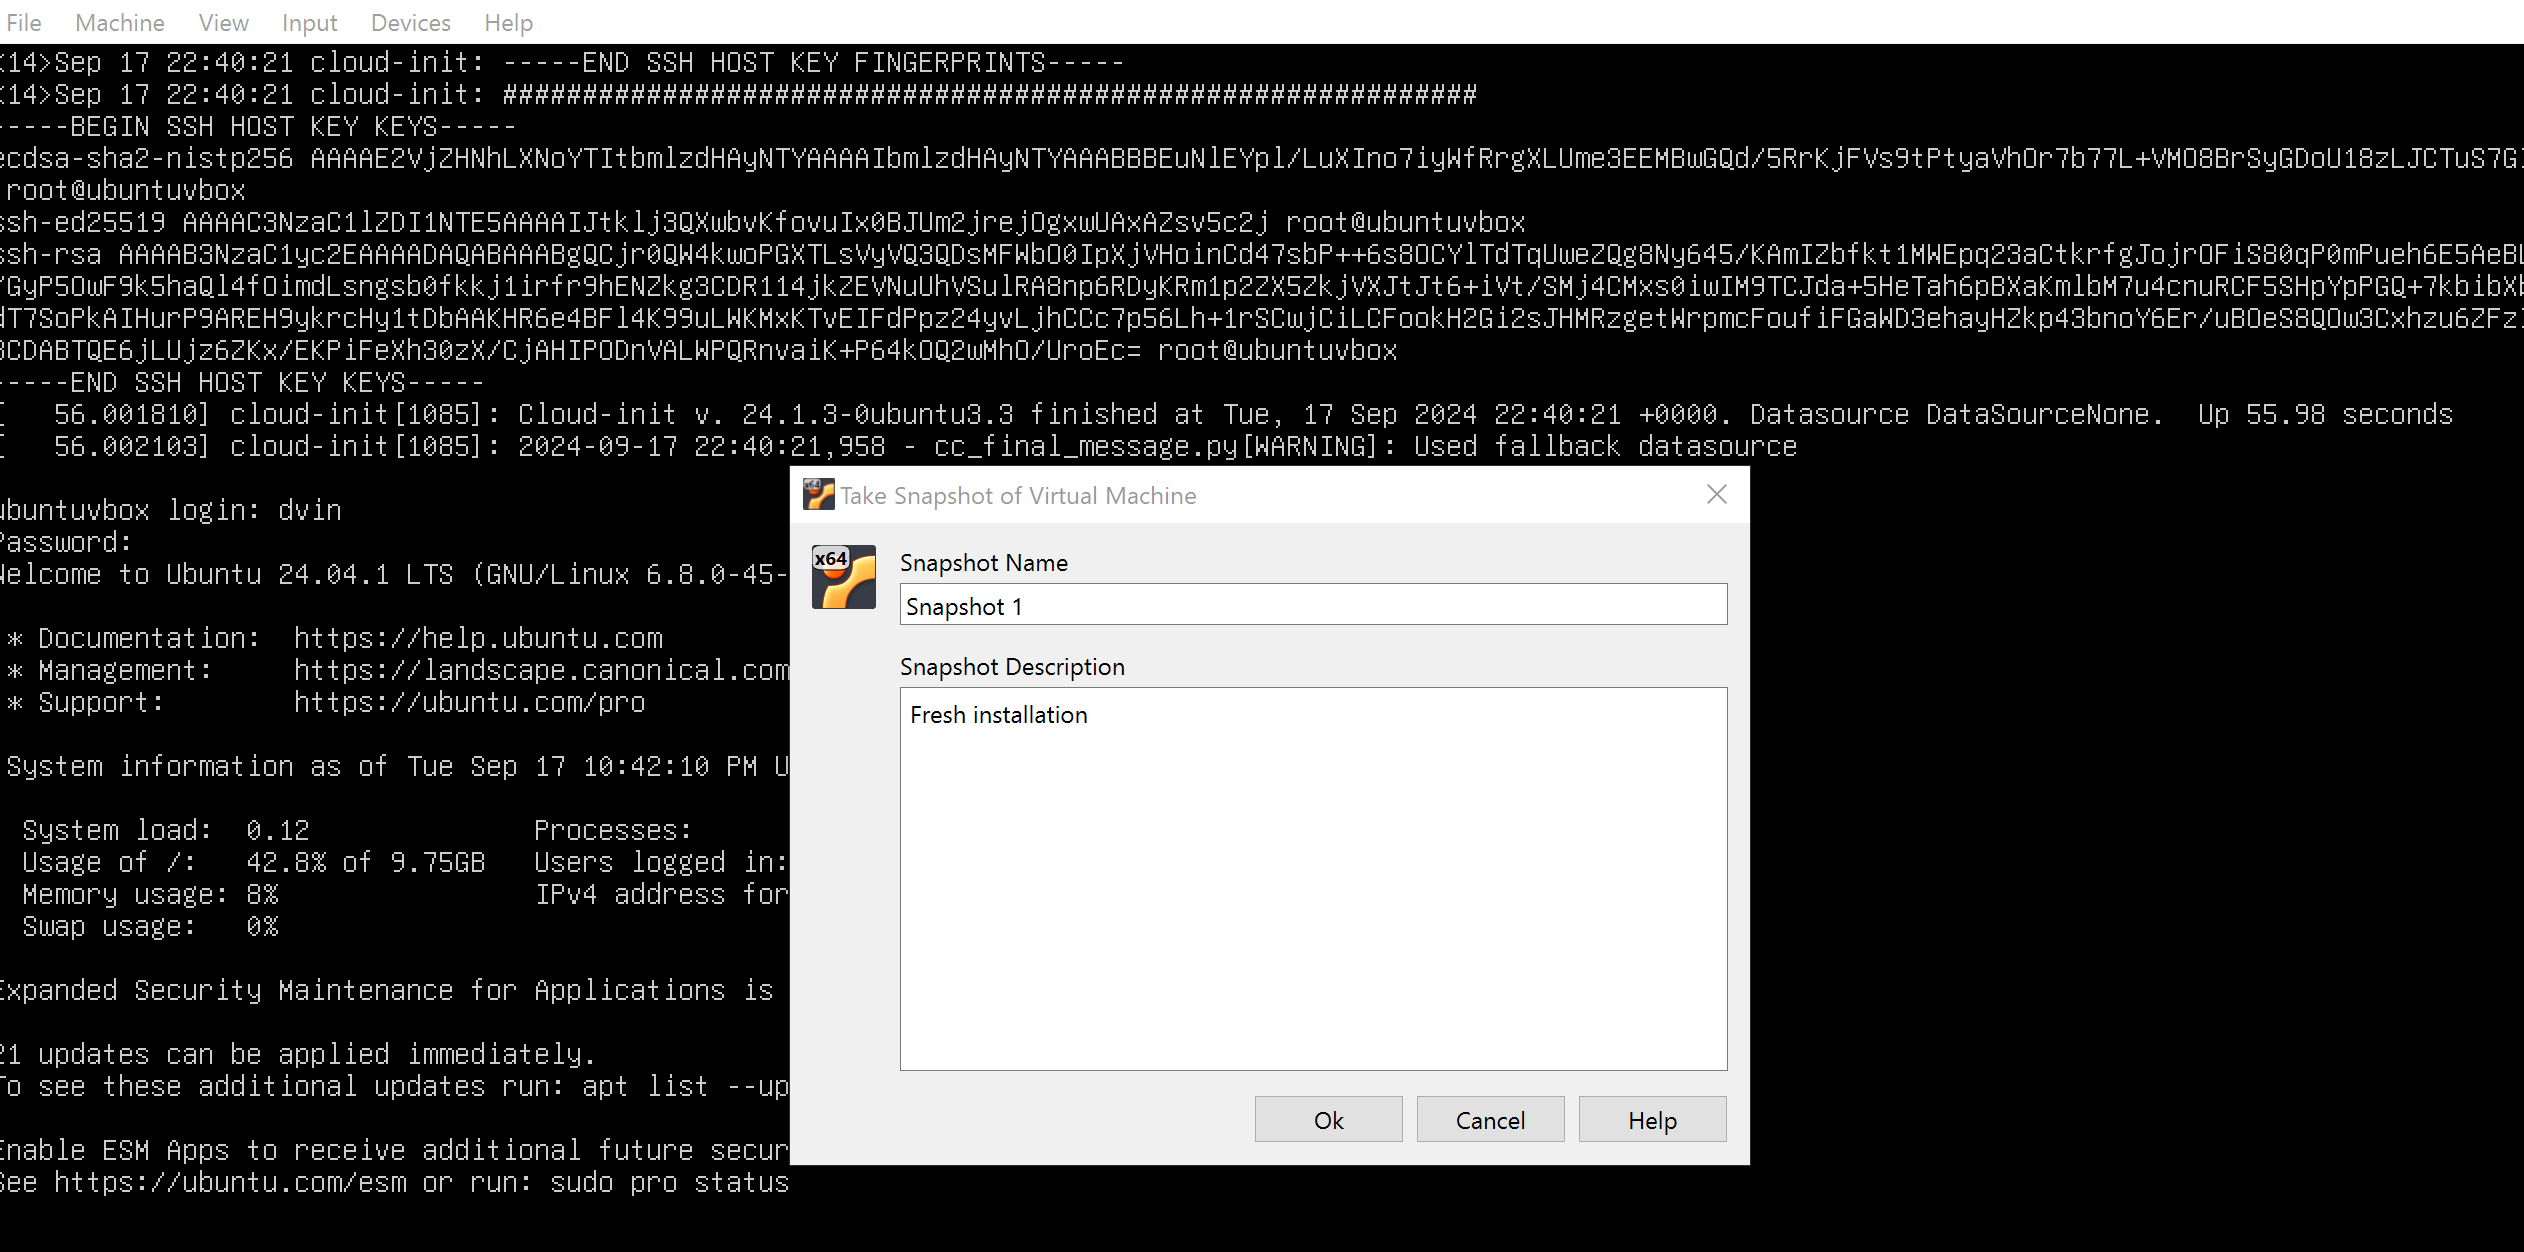 File Machine View Input Devices Help
<14>Sep 17 22:40:21 cloud-init: -----END SSH HOST KEY FINGERPRINTS-----
<14>Sep 17 22:40:21 cloud-init: #############################################################
-----BEGIN SSH HOST KEY KEYS-----
ecdsa-sha2-nistp256 AAAAE2VjZHNhLXNoYTItbmlzdHAyNTYAAAAIbmlzdHAyNTYAAABBBEuNlEYpl/LuXIno7iyWfRrgXLUme3EEMBwGQd/5RrKjFVs9tPtyaVhOr7b77L+VMO8BrSyGDoU18zLJCTuS7GI
root@ubuntuvbox
ssh-ed25519 AAAAC3NzaC1lZDI1NTE5AAAAIJtklj3QXwbvKfovuIx0BJUm2jrejOgxwUAxAZsv5c2j root@ubuntuvbox
ssh-rsa AAAAB3NzaC1yc2EAAAADAQABAAABgQCjr0QW4kwoPGXTLsVyVQ3QDsMFWbO0IpXjVHoinCd47sbP++6s8OCYlTdTqUweZQg8Ny645/KAmIZbfkt1MWEpq23aCtkrfgJojrOFiS80qP0mPueh6E5AeBL
YGyP5OwF9k5haQl4fOimdLsngsb0fkkj1irfr9hENZkg3CDR114jkZEVNuUhVSulRA8np6RDyKRm1p2ZX5ZkjVXJtJt6+iVt/SMj4CMxs0iwIM9TCJda+5HeTah6pBXaKmlbM7u4cnuRCF5SHpYpPGQ+7kbibXb
dT7SoPkAIHurP9AREH9ykrcHy1tDbAAKHR6e4BFl4K99uLWKMxKTvEIFdPpz24yvLjhCCc7p56Lh+1rSCwjCiLCFookH2Gi2sJHMRzgetWrpmcFoufiFGaWD3ehayHZkp43bnoY6Er/uBOeS8QOw3Cxhzu6ZFzI
BCDABTQE6jLUjz6ZKx/EKPiFeXh30zX/CjAHIPODnVALWPQRnvaiK+P64kOQ2wMhO/UroEc= root@ubuntuvbox
-----END SSH HOST KEY KEYS-----
[   56.001810] cloud-init[1085]: Cloud-init v. 24.1.3-0ubuntu3.3 finished at Tue, 17 Sep 2024 22:40:21 +0000. Datasource DataSourceNone.  Up 55.98 seconds
[   56.002103] cloud-init[1085]: 2024-09-17 22:40:21,958 - cc_final_message.py[WARNING]: Used fallback datasource
ubuntuvbox login: dvin
Password:
Welcome to Ubuntu 24.04.1 LTS (GNU/Linux 6.8.0-45-
* Documentation:  https://help.ubuntu.com
* Management:     https://landscape.canonical.com
* Support:        https://ubuntu.com/pro
System information as of Tue Sep 17 10:42:10 PM U
System load:  0.12              Processes:
Usage of /:   42.8% of 9.75GB   Users logged in:
Memory usage: 8%                IPv4 address for
Swap usage:   0%
Expanded Security Maintenance for Applications is
21 updates can be applied immediately.
To see these additional updates run: apt list --up
Enable ESM Apps to receive additional future secur
See https://ubuntu.com/esm or run: sudo pro status
Take Snapshot of Virtual Machine
x64
Snapshot Name
Snapshot 1
Snapshot Description
Fresh installation
Ok Cancel Help